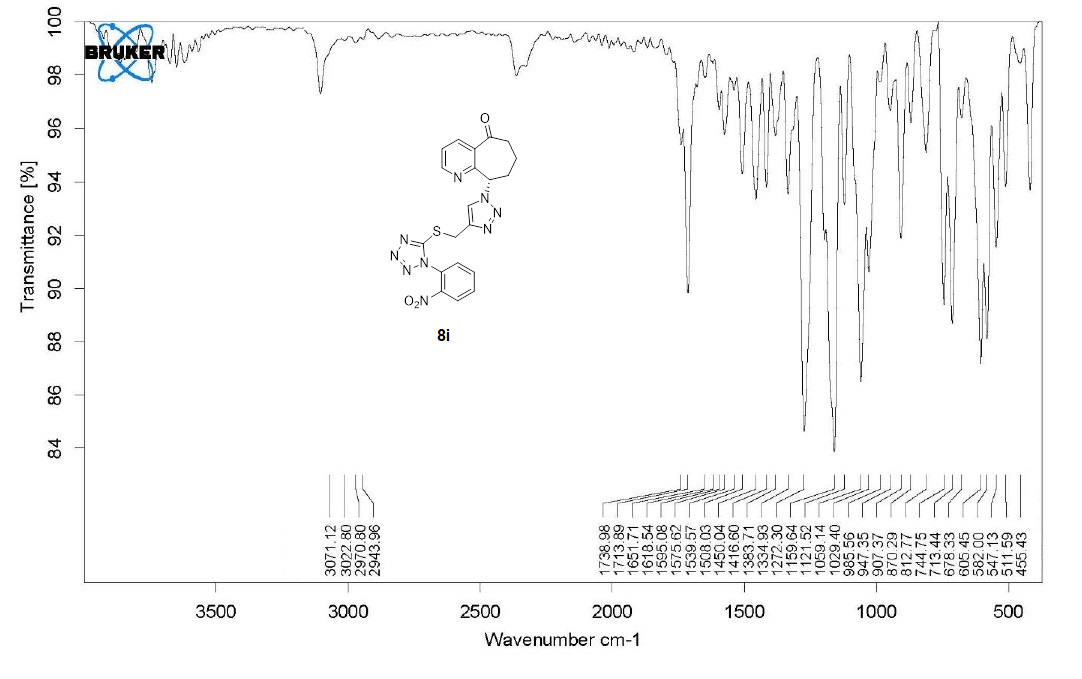 BRUKER
100
98
96
94
92
90
88
86
84
Transmittance [%]
O
N
N
N
N
S
N
N
N
N
O2N
8i
3071.12
3022.80
2970.80
2943.96
1738.98
1713.89
1651.71
1618.54
1595.08
1575.62
1539.57
1508.03
1450.04
1416.60
1383.71
1334.93
1272.30
1159.64
1121.52
1059.14
1029.40
985.56
947.35
907.37
870.29
812.77
744.75
713.44
678.33
605.45
582.00
547.13
511.59
455.43
3500 3000 2500 2000 1500 1000 500
Wavenumber cm-1